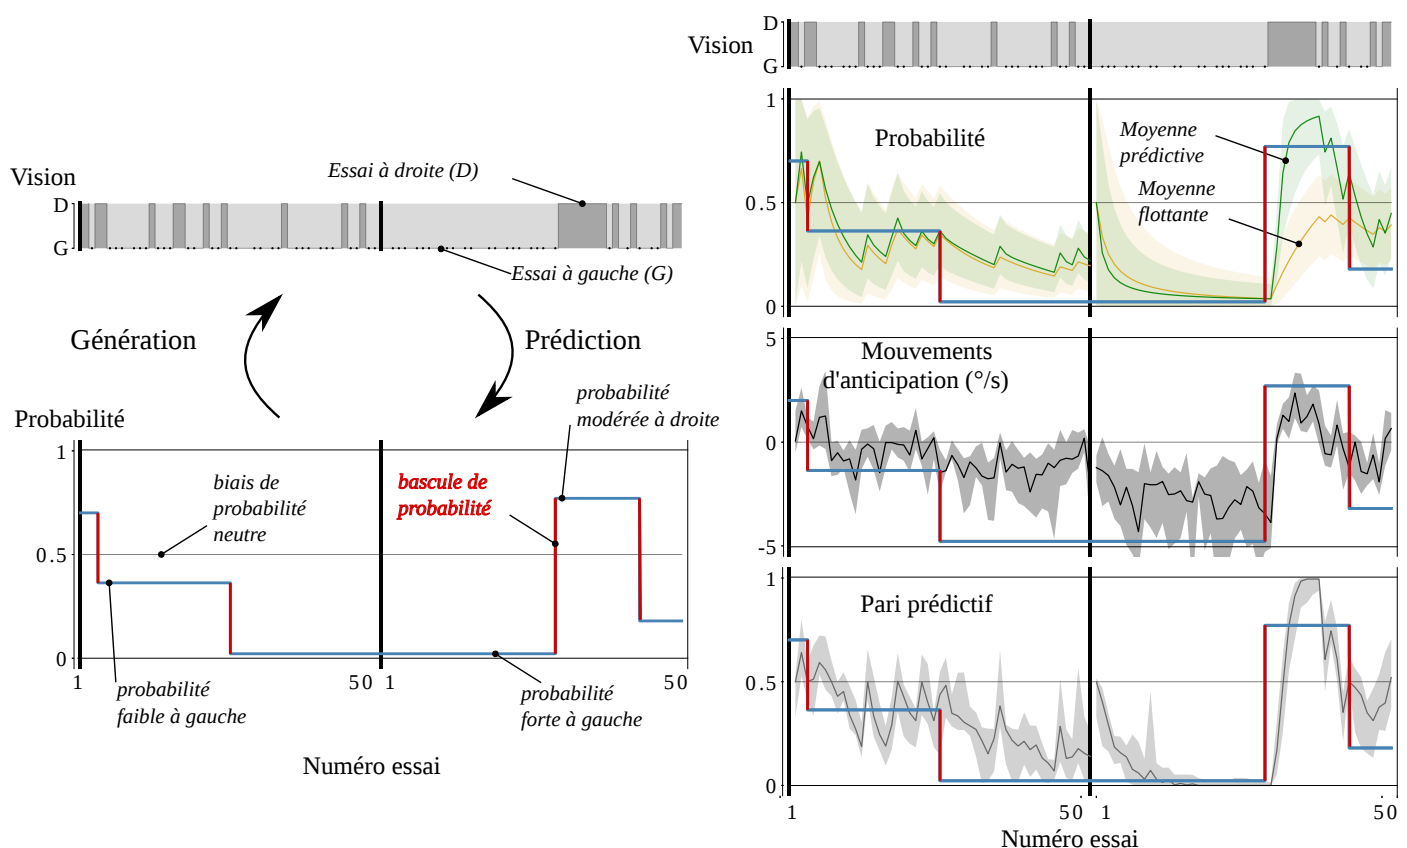 Vision
D
G
Essai à droite (D)
Essai à gauche (G)
Génération
Prédiction
Probabilité
1
0.5
0
probabilité
modérée à droite
biais de
probabilité
neutre
bascule de
probabilité
1
50
1
50
probabilité
faible à gauche
probabilité
forte à gauche
Numéro essai
Vision
D
G
1
0.5
0
Probabilité
Moyenne
prédictive
Moyenne
flottante
5
0
-5
Mouvements
d'anticipation (°/s)
1
0.5
0
Pari prédictif
1
50
1
50
Numéro essai